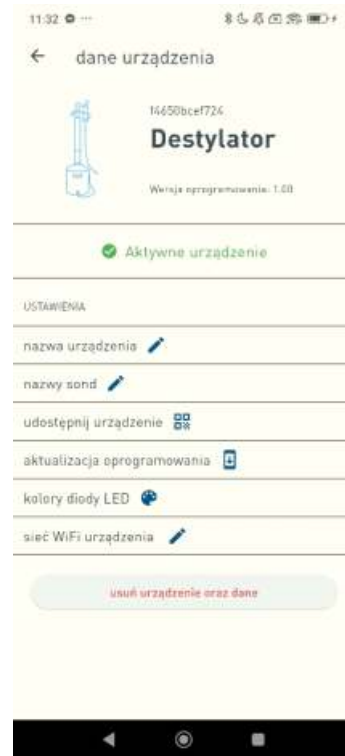 11:32
dane urządzenia
14650bcef724
Destylator
Wersja oprogramowania: 1.00
Aktywne urządzenie
USTAWIENIA
nazwa urządzenia
nazwy sond
udostępnij urządzenie
aktualizacja oprogramowania
kolory diody LED
sieć WiFi urządzenia
usuń urządzenie oraz dane